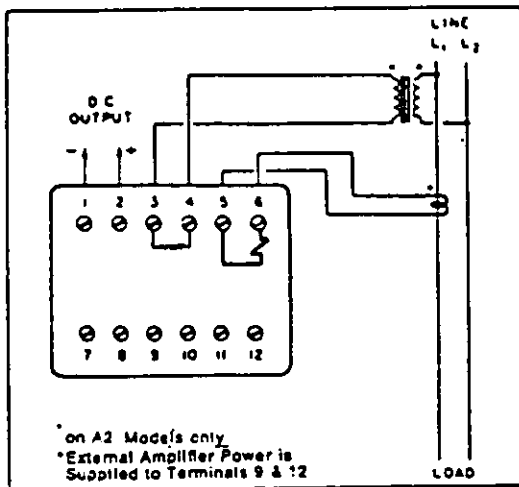 LINE
L1 L2
D C
OUTPUT
- +
1 2 3 4 5 6
7 8 9 10 11 12
* on A2 Models only
*External Amplifier Power is
Supplied to Terminals 9 & 12
LOAD